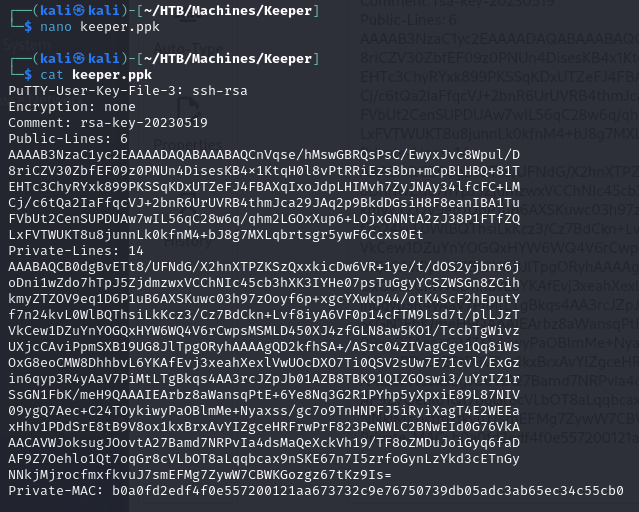 ┌──(kali㉿kali)-[~/HTB/Machines/Keeper]
└─$ nano keeper.ppk
┌──(kali㉿kali)-[~/HTB/Machines/Keeper]
└─$ cat keeper.ppk
PuTTY-User-Key-File-3: ssh-rsa
Encryption: none
Comment: rsa-key-20230519
Public-Lines: 6
AAAAB3NzaC1yc2EAAAADAQABAAABAQCnVqse/hMswGBRQsPsC/EwyxJvc8Wpul/D
8riCZV30ZbfEF09z0PNUn4DisesKB4×1KtqH0l8vPtRRiEzsBbn+mCpBLHBQ+81T
EHTc3ChyRYxk899PKSSqKDxUTZeFJ4FBAXqIxoJdpLHIMvh7ZyJNAy34lfcFC+LM
Cj/c6tQa2IaFfqcVJ+2bnR6UrUVRB4thmJca29JAq2p9BkdDGsiH8F8eanIBA1Tu
FVbUt2CenSUPDUAw7wIL56qC28w6q/qhm2LGOxXup6+LOjxGNNtA2zJ38P1FTfZQ
LxFVTWUKT8u8junnLk0kfnM4+bJ8g7MXLqbrtsgr5ywF6Ccxs0Et
Private-Lines: 14
AAABAQCB0dgBvETt8/UFNdG/X2hnXTPZKSzQxxkicDw6VR+1ye/t/dOS2yjbnr6j
oDni1wZdo7hTpJ5ZjdmzwxVCChNIc45cb3hXK3IYHe07psTuGgyYCSZWSGn8ZCih
kmyZTZOV9eq1D6P1uB6AXSKuwc03h97zOoyf6p+xgcYXwkp44/otK4ScF2hEputY
f7n24kvL0WlBQThsiLkKcz3/Cz7BdCkn+Lvf8iyA6VF0p14cFTM9Lsd7t/plLJzT
VkCew1DZuYnYOGQxHYW6WQ4V6rCwpsMSMLD450XJ4zfGLN8aw5KO1/TccbTgWivz
UXjcCAviPpmSXB19UG8JlTpgORyhAAAAgQD2kfhSA+/ASrc04ZIVagCge1Qq8iWs
OxG8eoCMW8DhhbvL6YKAfEvj3xeahXexlVwUOcDXO7Ti0QSV2sUw7E71cvl/ExGz
in6qyp3R4yAaV7PiMtLTgBkqs4AA3rcJZpJb01AZB8TBK91QIZGOswi3/uYrIZ1r
SsGN1FbK/meH9QAAAIEArbz8aWansqPtE+6Ye8Nq3G2R1PYhp5yXpxiE89L87NIV
09ygQ7Aec+C24TOykiwyPaOBlmMe+Nyaxss/gc7o9TnHNPFJ5iRyiXagT4E2WEEa
xHhv1PDdSrE8tB9V8ox1kxBrxAvYIZgceHRFrwPrF823PeNWLC2BNwEId0G76VkA
AACAVWJoksugJOovtA27Bamd7NRPvIa4dsMaQeXckVh19/TF8oZMDuJoiGyq6faD
AF9Z7Oehlo1Qt7oqGr8cVLbOT8aLqqbcax9nSKE67n7I5zrfoGynLzYkd3cETnGy
NNkjMjrocfmxfkvuJ7smEFMg7ZywW7CBWKGozgz67tKz9Is=
Private-MAC: b0a0fd2edf4f0e557200121aa673732c9e76750739db05adc3ab65ec34c55cb0